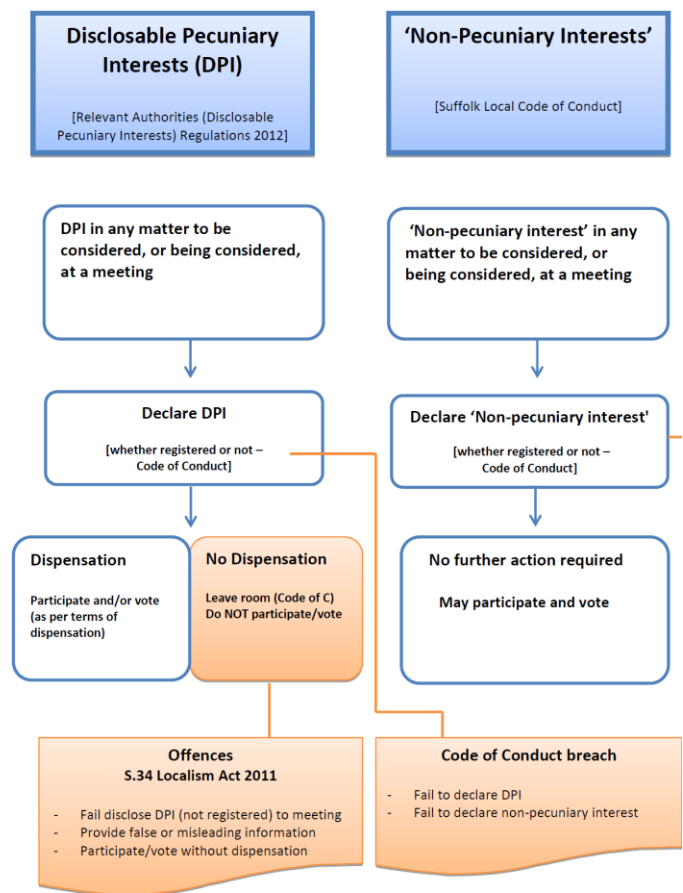 Disclosable Pecuniary
Interests (DPI)
[Relevant Authorities (Disclosable
Pecuniary Interests) Regulations 2012]
‘Non-Pecuniary Interests’
[Suffolk Local Code of Conduct]
DPI in any matter to be
considered, or being considered,
at a meeting
‘Non-pecuniary interest’ in any
matter to be considered, or
being considered, at a meeting
Declare DPI
[whether registered or not –
Code of Conduct]
Declare ‘Non-pecuniary interest'
[whether registered or not –
Code of Conduct]
Dispensation
Participate and/or vote
(as per terms of
dispensation)
No Dispensation
Leave room (Code of C)
Do NOT participate/vote
No further action required
May participate and vote
Offences
S.34 Localism Act 2011
- Fail disclose DPI (not registered) to meeting
- Provide false or misleading information
- Participate/vote without dispensation
Code of Conduct breach
- Fail to declare DPI
- Fail to declare non-pecuniary interest